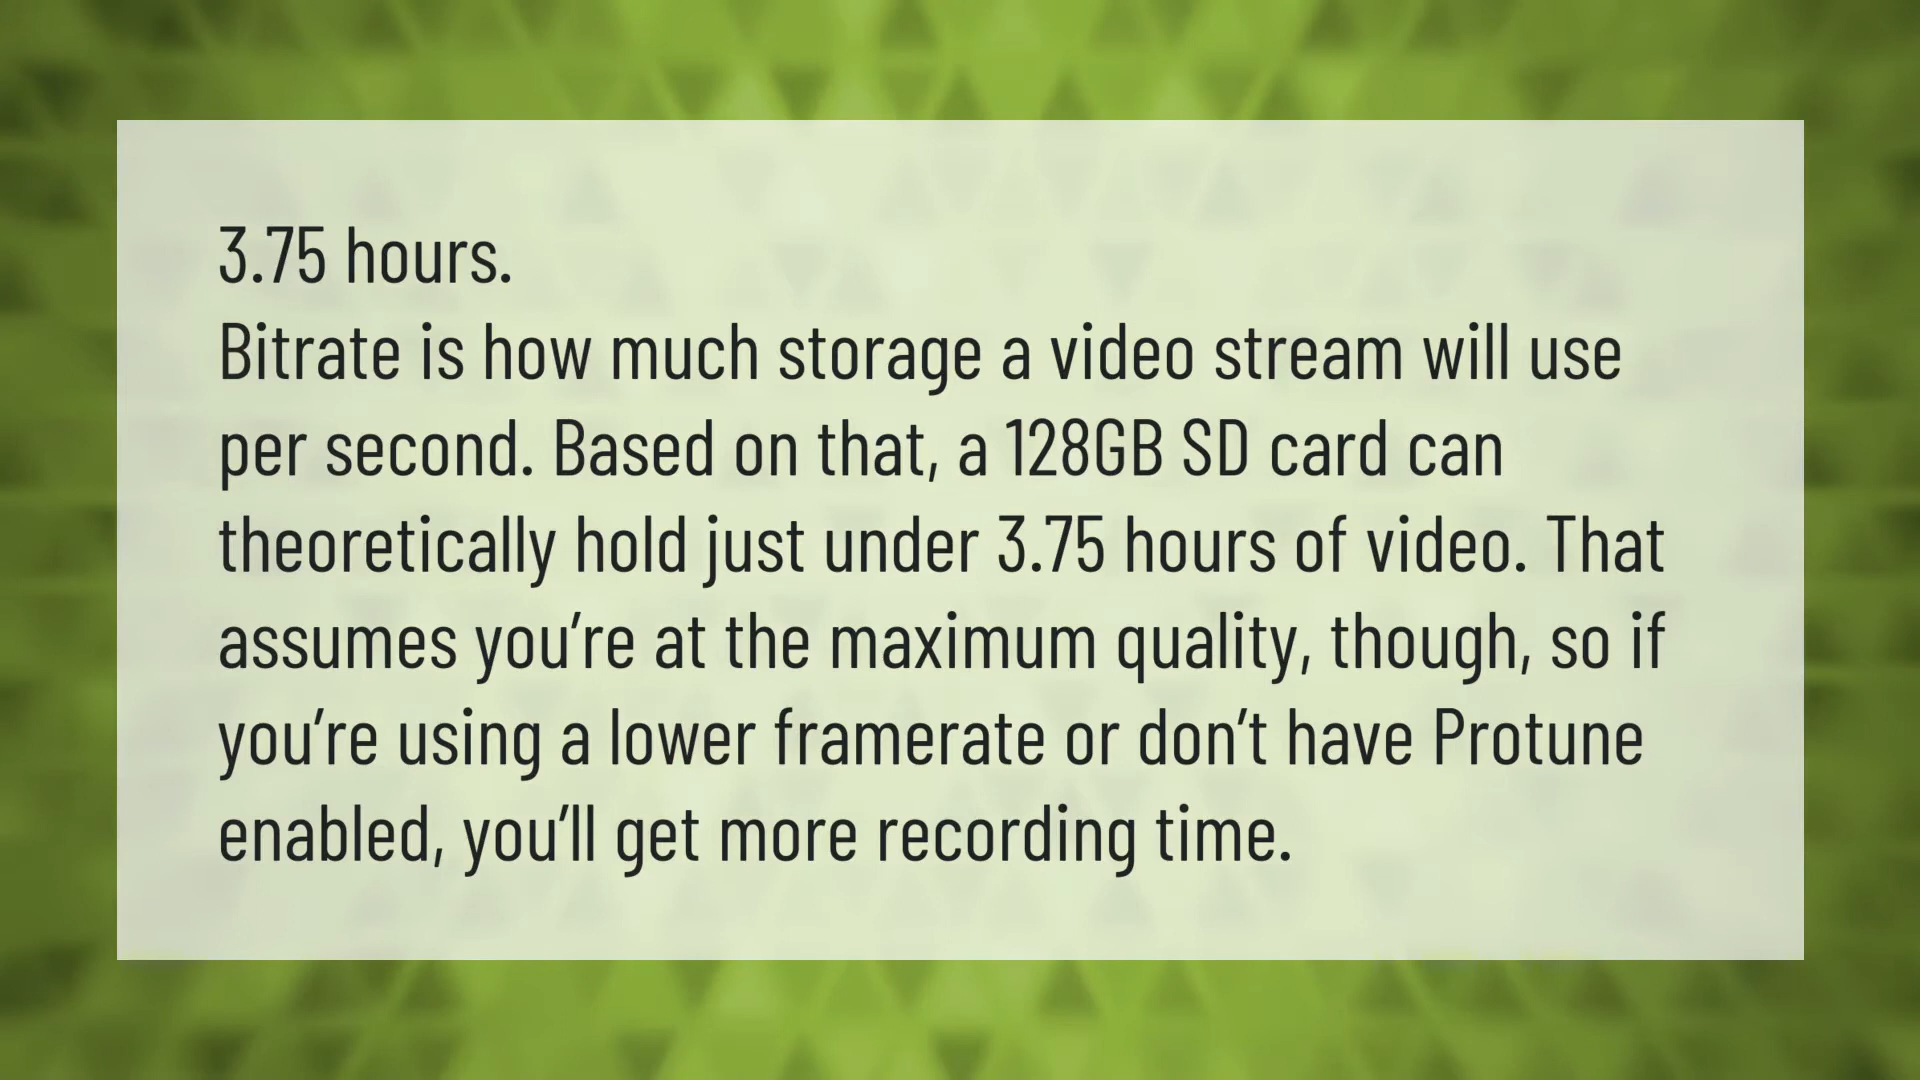 3.75 hours.
Bitrate is how much storage a video stream will use
per second. Based on that, a 128GB SD card can
theoretically hold just under 3.75 hours of video. That
assumes you’re at the maximum quality, though, so if
you’re using a lower framerate or don’t have Protune
enabled, you’ll get more recording time.